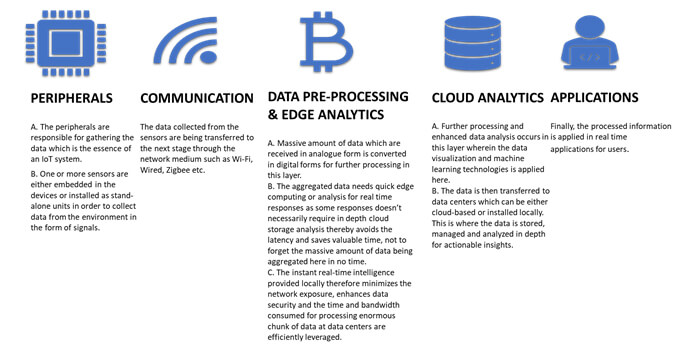 PERIPHERALS
A. The peripherals are
responsible for gathering the
data which is the essence of
an IoT system.
B. One or more sensors are
either embedded in the
devices or installed as stand-
alone units in order to collect
data from the environment in
the form of signals.
COMMUNICATION
The data collected from the
sensors are being transferred to
the next stage through the
network medium such as Wi-Fi,
Wired, Zigbee etc.
DATA PRE-PROCESSING
& EDGE ANALYTICS
A. Massive amount of data which are
received in analogue form is converted
in digital forms for further processing in
this layer.
B. The aggregated data needs quick edge
computing or analysis for real time
responses as some responses doesn't
necessarily require in depth cloud
storage analysis thereby avoids the
latency and saves valuable time, not to
forget the massive amount of data being
aggregated here in no time.
C. The instant real-time intelligence
provided locally therefore minimizes the
network exposure, enhances data
security and the time and bandwidth
consumed for processing enormous
chunk of data at data centers are
efficiently leveraged.
CLOUD ANALYTICS
A. Further processing and
enhanced data analysis occurs in
this layer wherein the data
visualization and machine
learning technologies is applied
here.
B. The data is then transferred to
data centers which can be either
cloud-based or installed locally.
This is where the data is stored,
managed and analyzed in depth
for actionable insights.
APPLICATIONS
Finally, the processed information
is applied in real time
applications for users.